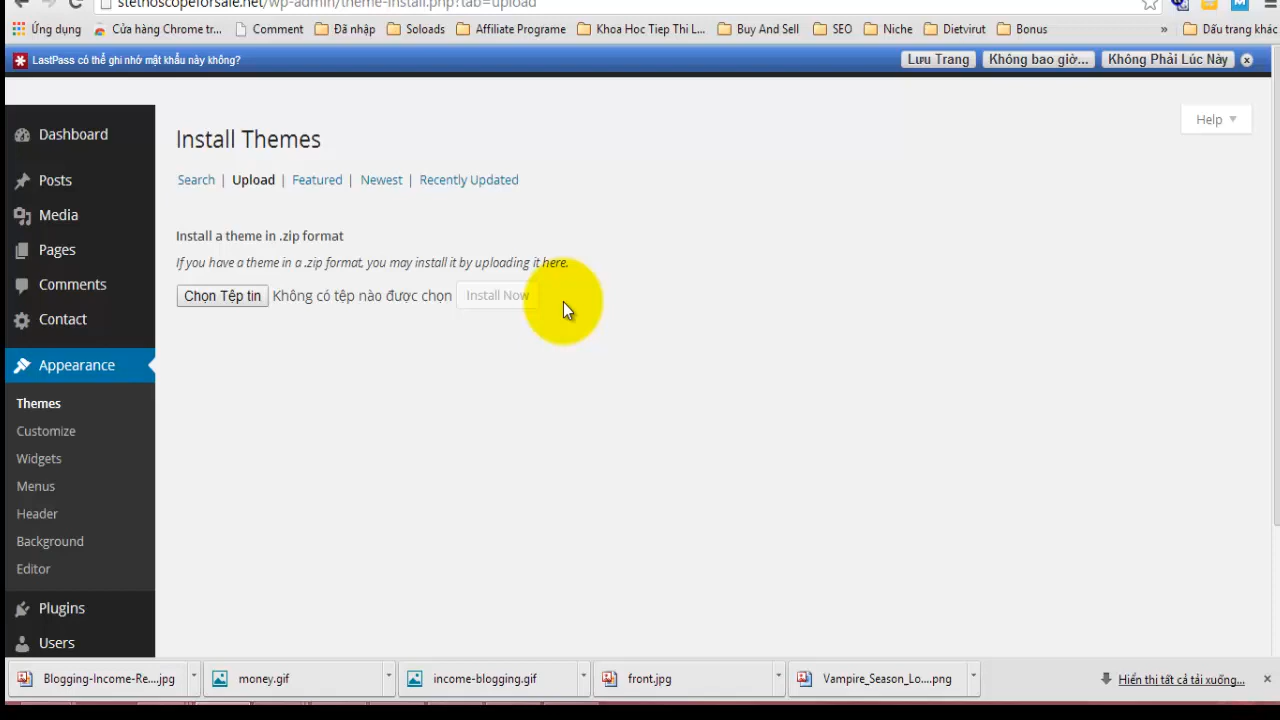 stethoscopeforsale.net/wp-admin/theme-install.php?tab=upload
Ứng dụng Cửa hàng Chrome tr... Comment Đã nhập Soloads Affiliate Programe Khoa Hoc Tiep Thi L... Buy And Sell SEO Niche Dietvirut Bonus » Dấu trang khác
LastPass có thể ghi nhớ mật khẩu này không? Lưu Trang Không bao giờ... Không Phải Lúc Này
Help
Dashboard
Install Themes
Posts
Search | Upload | Featured | Newest | Recently Updated
Media
Install a theme in .zip format
Pages
If you have a theme in a .zip format, you may install it by uploading it here.
Comments
Chọn Tệp tin Không có tệp nào được chọn Install Now
Contact
Appearance
Themes
Customize
Widgets
Menus
Header
Background
Editor
Plugins
Users
Blogging-Income-Re....jpg money.gif income-blogging.gif front.jpg Vampire_Season_Lo....png Hiển thị tất cả tải xuống...